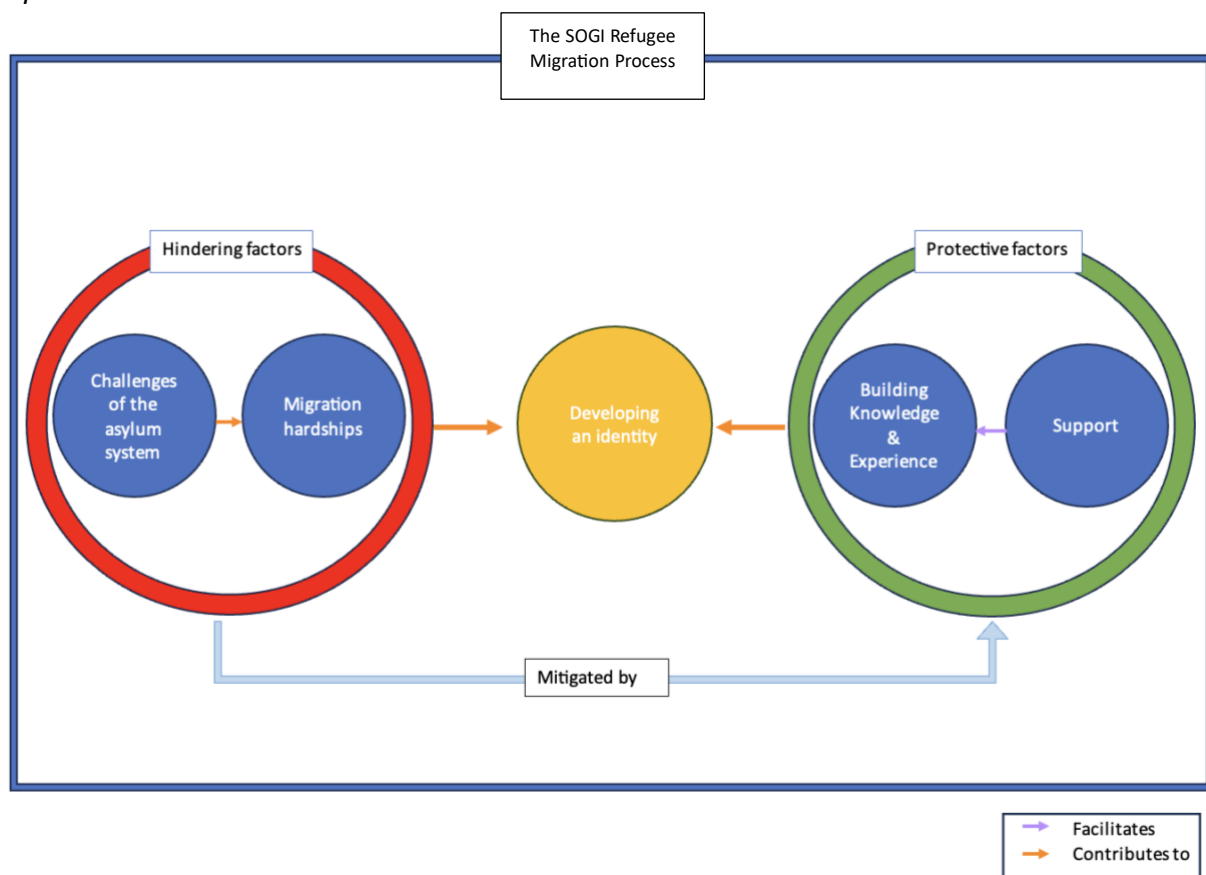 The SOGI Refugee
Migration Process
Hindering factors
Protective factors
Challenges
of the
asylum
system
Migration
hardships
Developing
an identity
Building
Knowledge
&
Experience
Support
Mitigated by
Facilitates
Contributes to